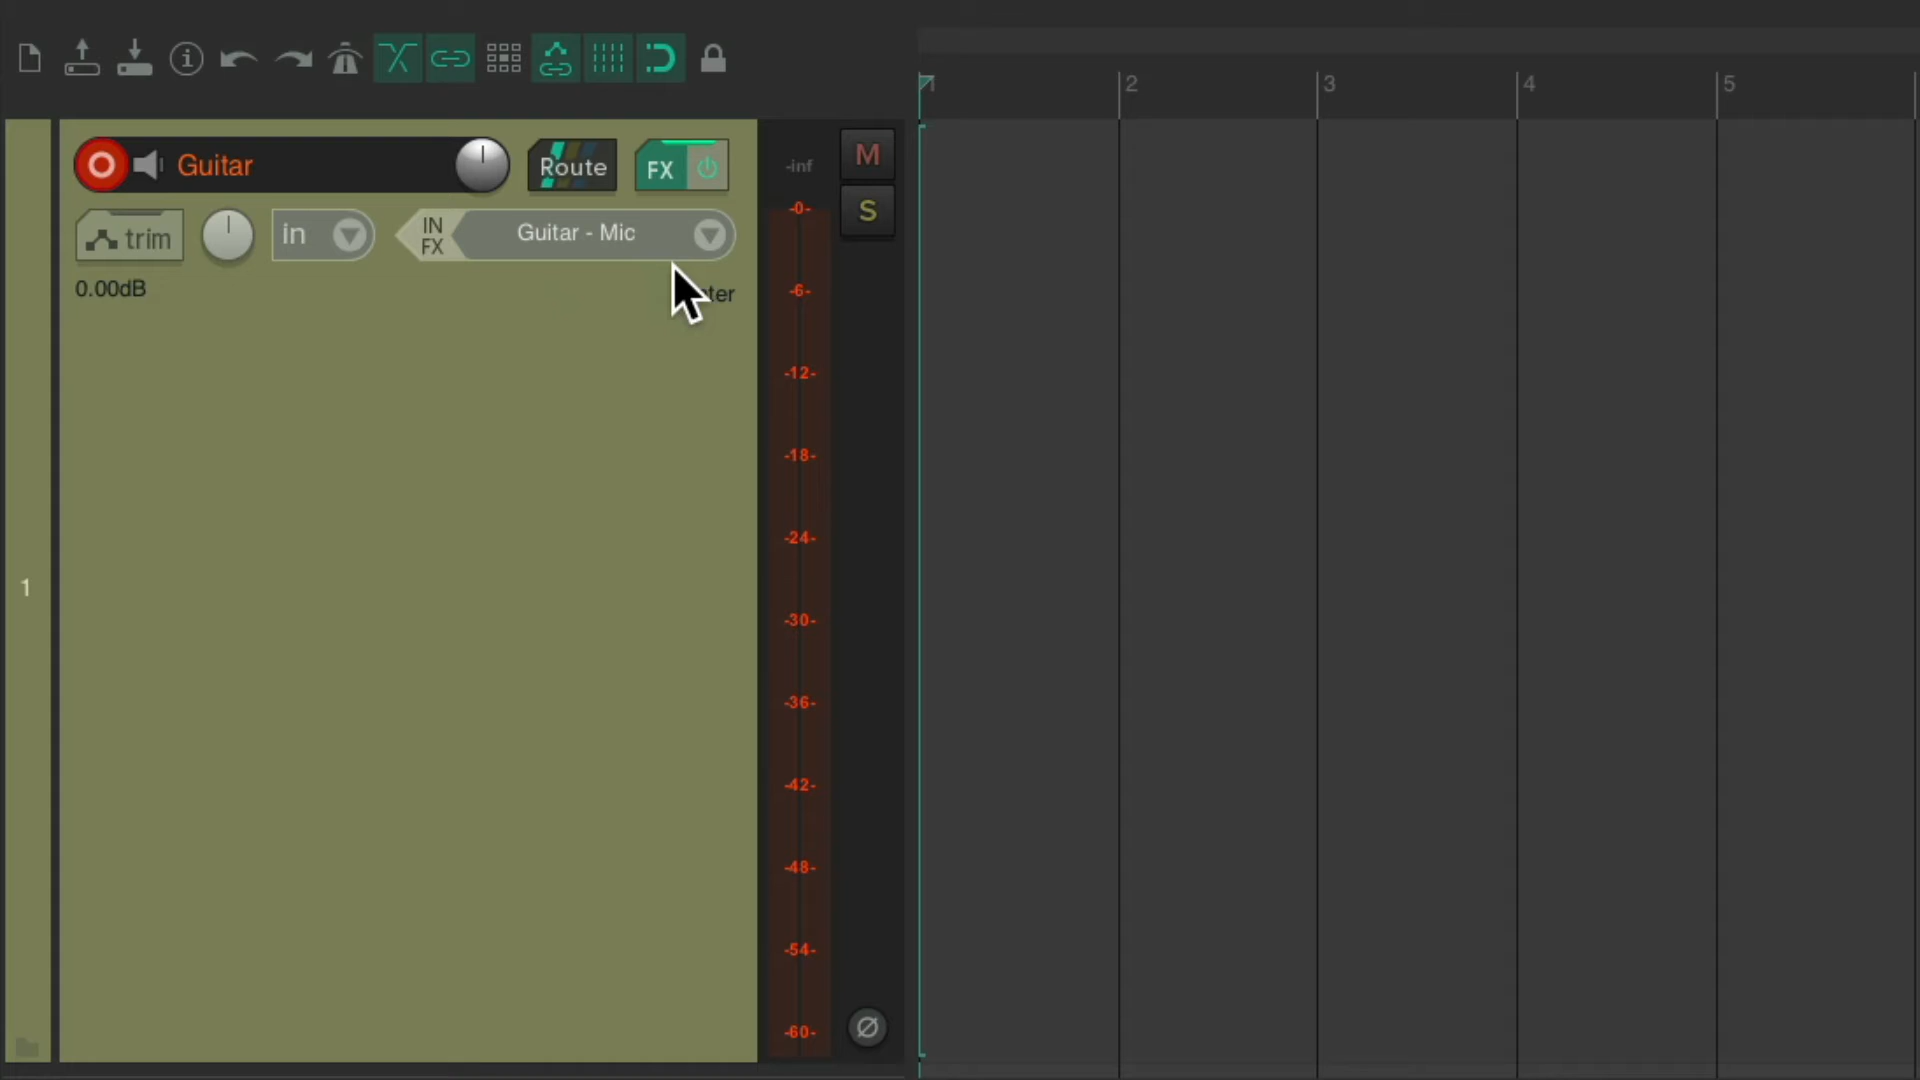 1 2 3 4 5
Guitar Route FX
trim in IN FX Guitar - Mic
0.00dB
-inf
-0-
-6-
-12-
-18-
-24-
-30-
-36-
-42-
-48-
-54-
-60-
M
S
1